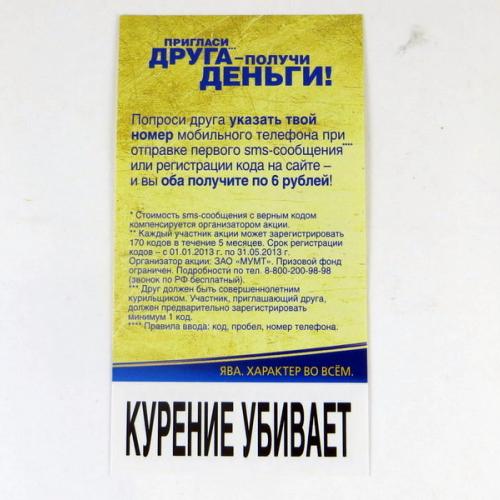 ПРИГЛАСИ***
ДРУГА–ПОЛУЧИ
ДЕНЬГИ!
Попроси друга указать твой
номер мобильного телефона при
отправке первого sms-сообщения****
или регистрации кода на сайте –
и вы оба получите по 6 рублей!
* Стоимость sms-сообщения с верным кодом
компенсируется организатором акции.
** Каждый участник акции может зарегистрировать
170 кодов в течение 5 месяцев. Срок регистрации
кодов – с 01.01.2013 г. по 31.05.2013 г.
Организатор акции: ЗАО «МУМТ». Призовой фонд
ограничен. Подробности по тел. 8-800-200-98-98
(звонок по РФ бесплатный).
*** Друг должен быть совершеннолетним
курильщиком. Участник, приглашающий друга,
должен предварительно зарегистрировать
минимум 1 код.
**** Правила ввода: код, пробел, номер телефона.
ЯВА. ХАРАКТЕР ВО ВСЁМ.
КУРЕНИЕ УБИВАЕТ